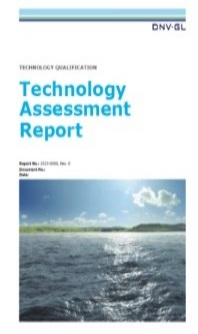 DNV·GL
TECHNOLOGY QUALIFICATION
Technology
Assessment
Report
Report No.:
Document No.:
Date: